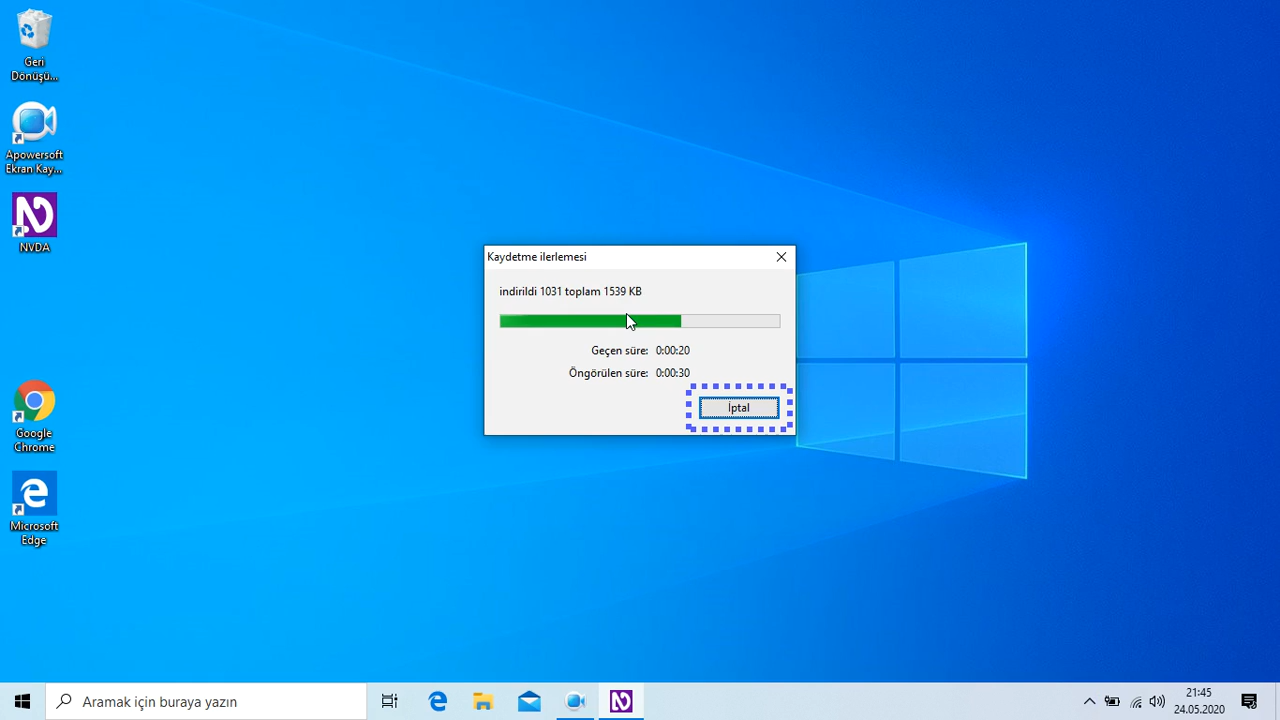 Geri
Dönüşü...
Apowersoft
Ekran Kay...
NVDA
Google
Chrome
Microsoft
Edge
Kaydetme ilerlemesi
indirildi 1031 toplam 1539 KB
Geçen süre: 0:00:20
Öngörülen süre: 0:00:30
İptal
Aramak için buraya yazın
21:45
24.05.2020